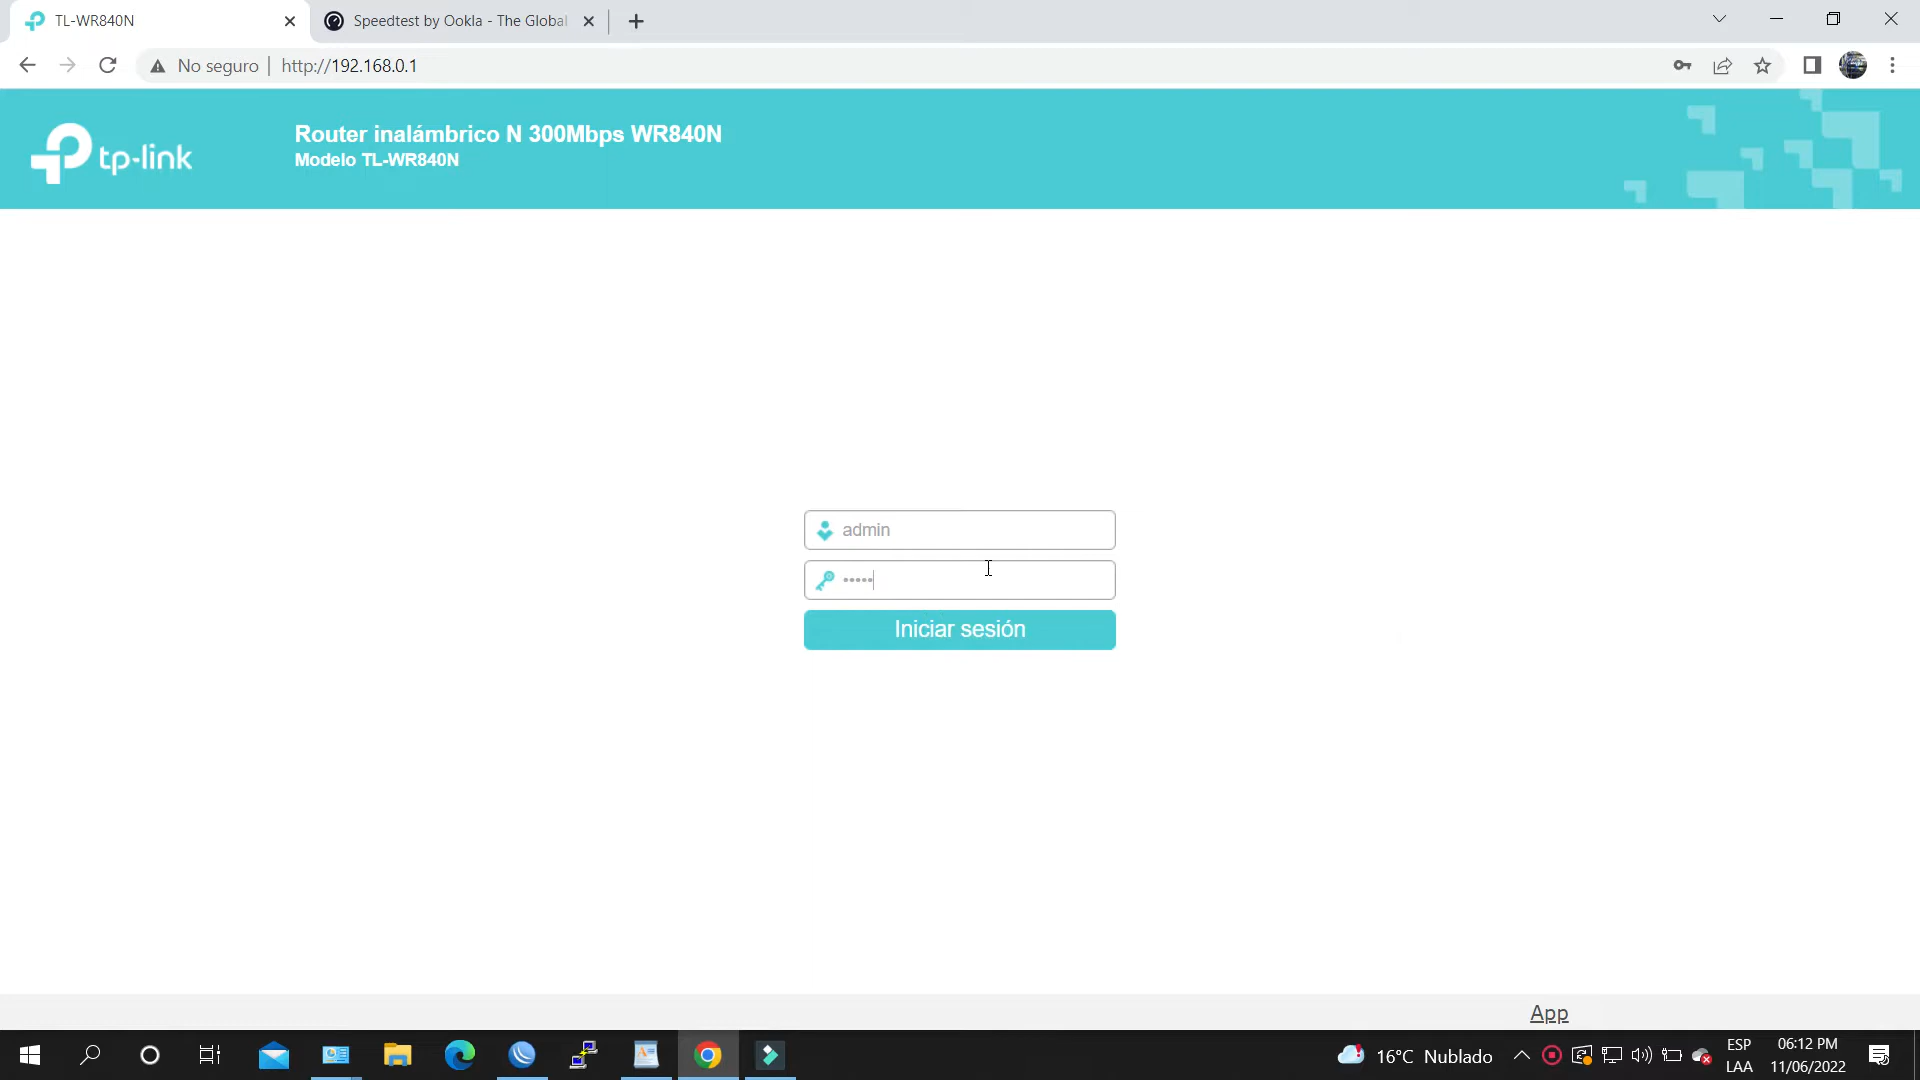 TL-WR840N
Speedtest by Ookla - The Global
No seguro
http://192.168.0.1
tp-link
Router inalámbrico N 300Mbps WR840N
Modelo TL-WR840N
admin
•••••
Iniciar sesión
App
16°C Nublado
ESP
LAA
06:12 PM
11/06/2022